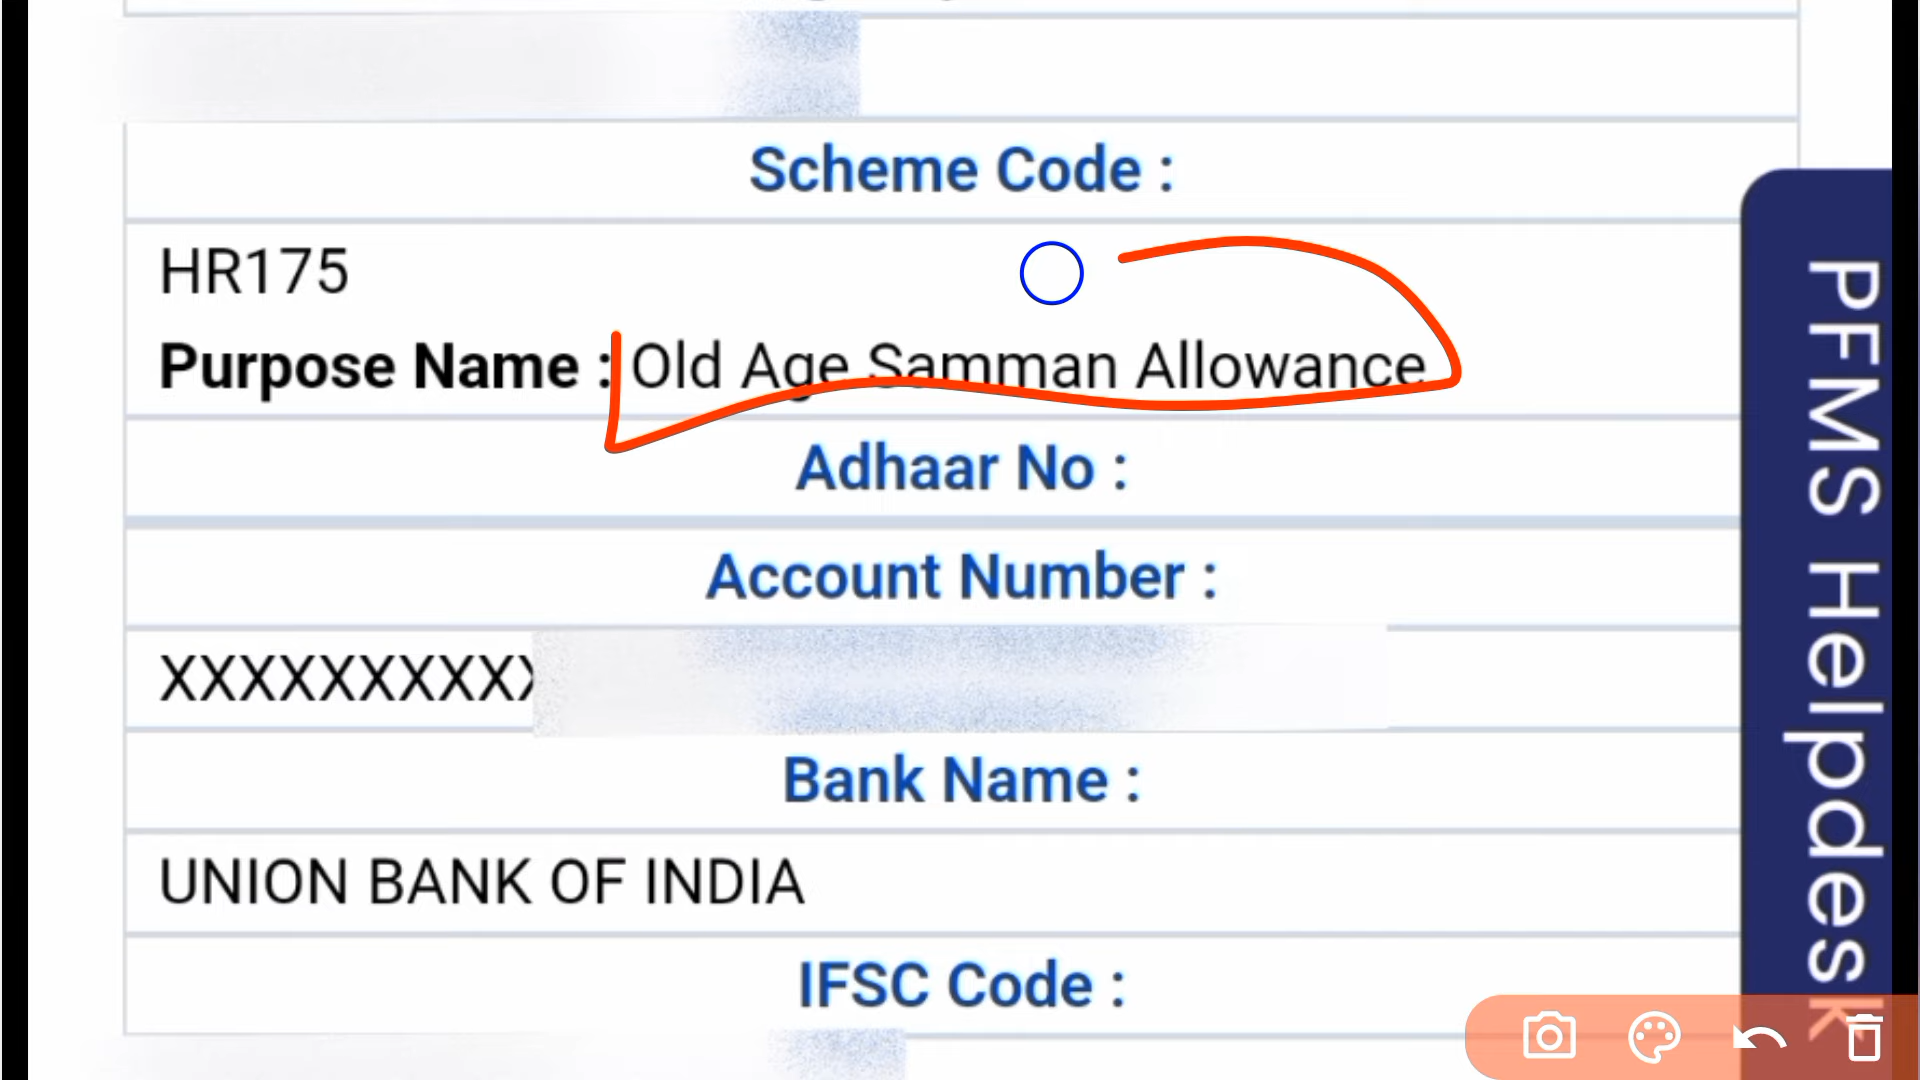 Scheme Code :
HR175
Purpose Name : Old Age Samman Allowance
Adhaar No :
Account Number :
XXXXXXXXXX
Bank Name :
UNION BANK OF INDIA
IFSC Code :
PFMS Helpdesk